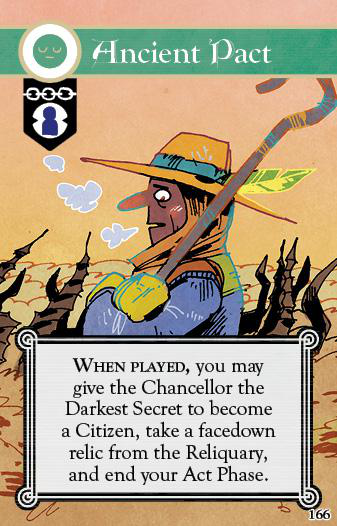 Ancient Pact
WHEN PLAYED, you may
give the Chancellor the
Darkest Secret to become
a Citizen, take a facedown
relic from the Reliquary,
and end your Act Phase.
166